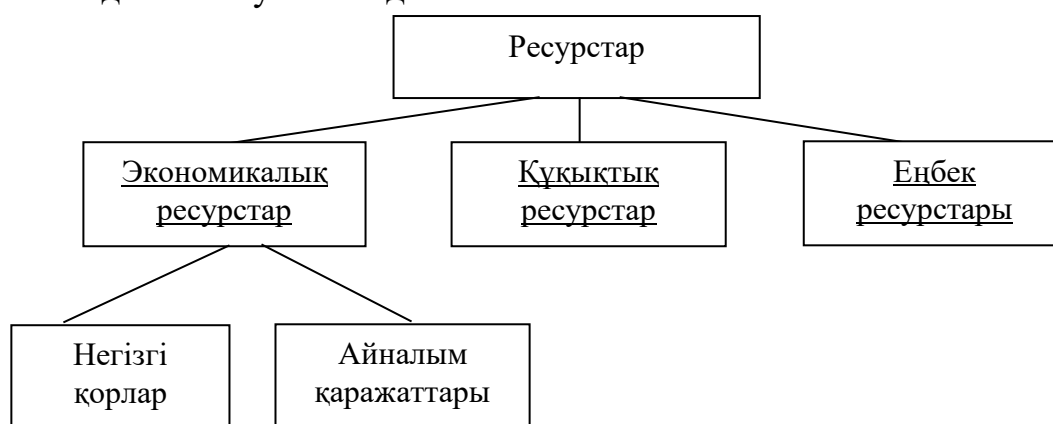 Ресурстар
Экономикалық
ресурстар
Құқықтық
ресурстар
Еңбек
ресурстары
Негізгі
қорлар
Айналым
қаражаттары